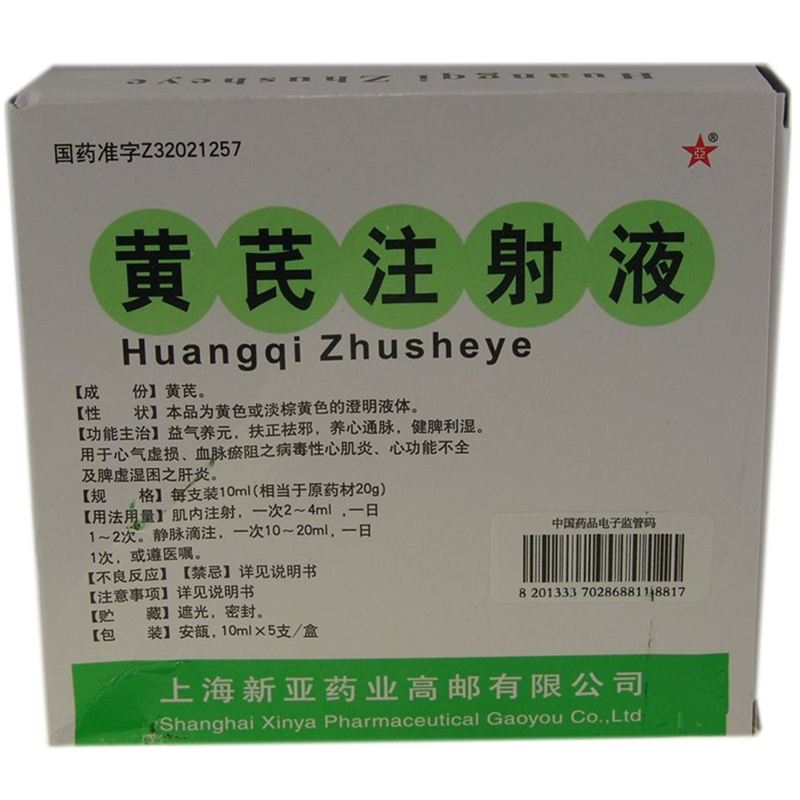 Huangqi Zhusheye
国药准字Z32021257
亞
®
黄芪注射液
Huangqi Zhusheye
【成　份】黄芪。
【性　状】本品为黄色或淡棕黄色的澄明液体。
【功能主治】益气养元，扶正祛邪，养心通脉，健脾利湿。
用于心气虚损、血脉瘀阻之病毒性心肌炎、心功能不全
及脾虚湿困之肝炎。
【规　格】每支装10ml(相当于原药材20g)
【用法用量】肌内注射，一次2～4ml，一日
1～2次。静脉滴注，一次10～20ml，一日
1次，或遵医嘱。
【不良反应】【禁忌】详见说明书
【注意事项】详见说明书
【贮　藏】遮光，密封。
【包　装】安瓿，10ml×5支/盒
中国药品电子监管码
8 201333 702868811 8817
上海新亚药业高邮有限公司
Shanghai Xinya Pharmaceutical Gaoyou Co.,Ltd